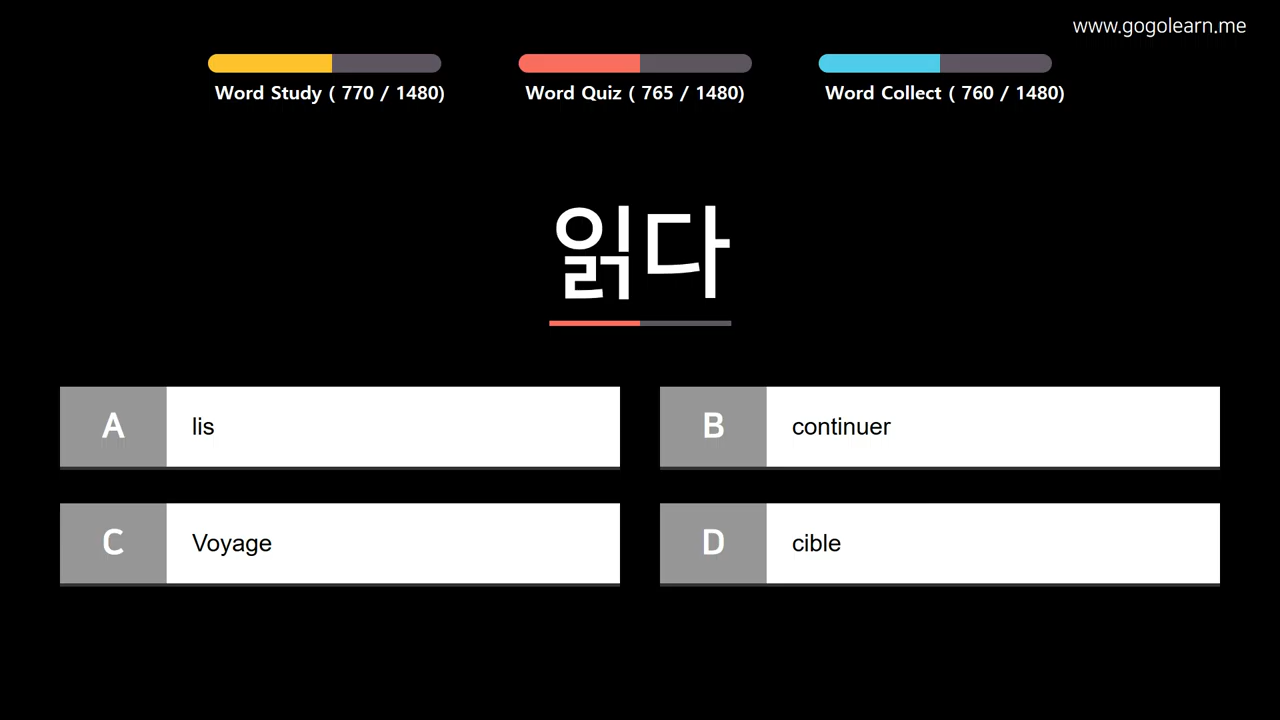 www.gogolearn.me
Word Study ( 770 / 1480)
Word Quiz ( 765 / 1480)
Word Collect ( 760 / 1480)
읽다
A lis
B continuer
C Voyage
D cible